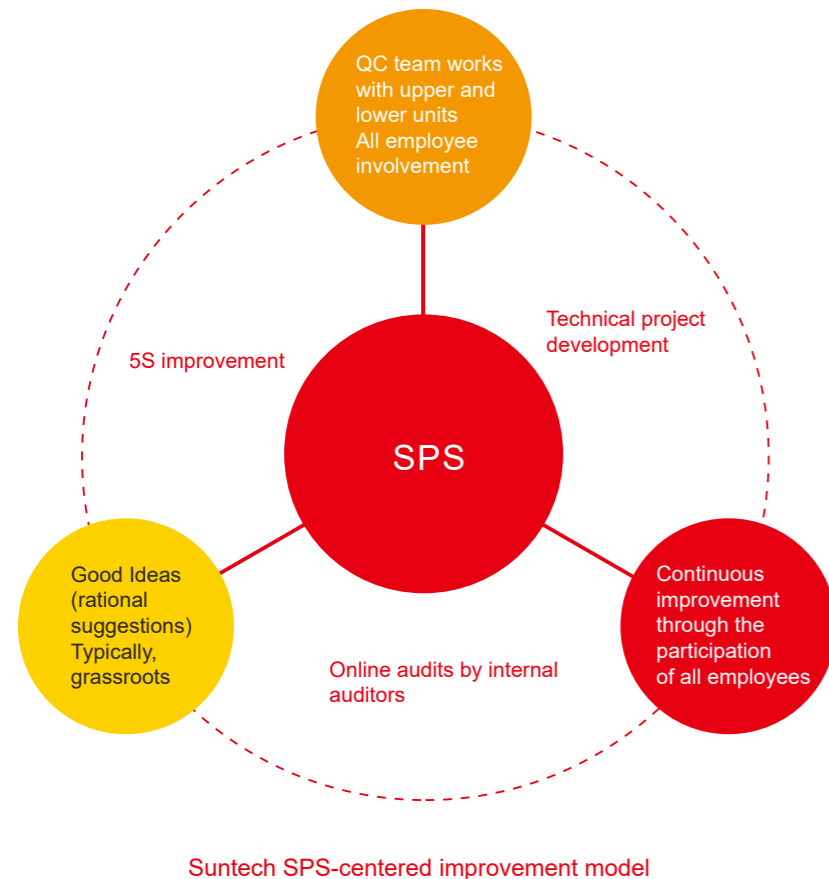 QC team works
with upper and
lower units
All employee
involvement
Technical project
development
5S improvement
SPS
Good Ideas
(rational
suggestions)
Typically,
grassroots
Continuous
improvement
through the
participation
of all employees
Online audits by internal
auditors
Suntech SPS-centered improvement model